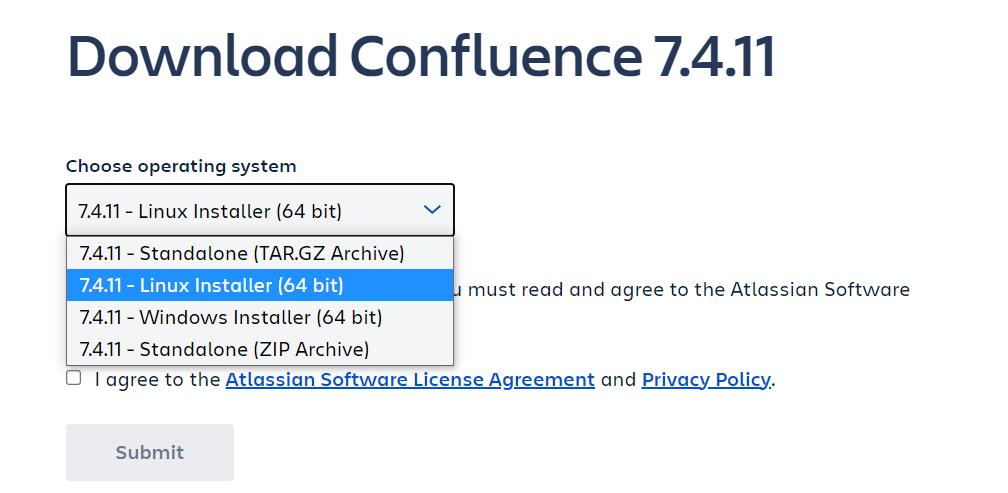 Download Confluence 7.4.11
Choose operating system
7.4.11 - Linux Installer (64 bit)
7.4.11 - Standalone (TAR.GZ Archive)
7.4.11 - Linux Installer (64 bit)
must read and agree to the Atlassian Software
7.4.11 - Windows Installer (64 bit)
7.4.11 - Standalone (ZIP Archive)
I agree to the Atlassian Software License Agreement and Privacy Policy.
Submit